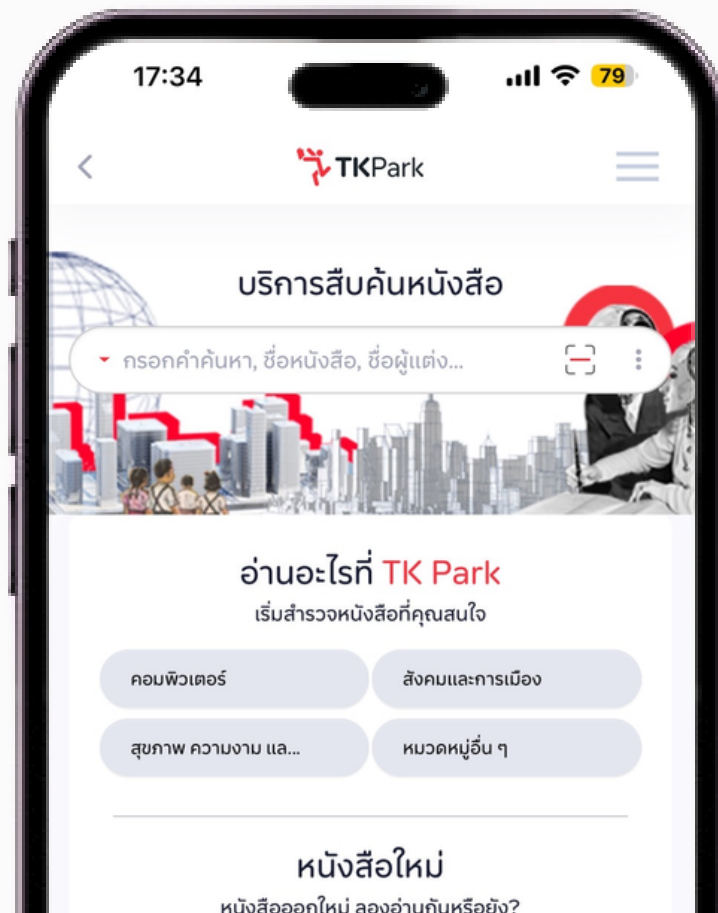 17:34
79
TKPark
บริการสืบค้นหนังสือ
กรอกคำค้นหา, ชื่อหนังสือ, ชื่อผู้แต่ง...
อ่านอะไรที่ TK Park
เริ่มสำรวจหนังสือที่คุณสนใจ
คอมพิวเตอร์
สังคมและการเมือง
สุขภาพ ความงาม แล...
หมวดหมู่อื่น ๆ
หนังสือใหม่
หนังสือออกใหม่ ลองอ่านกันหรือยัง?